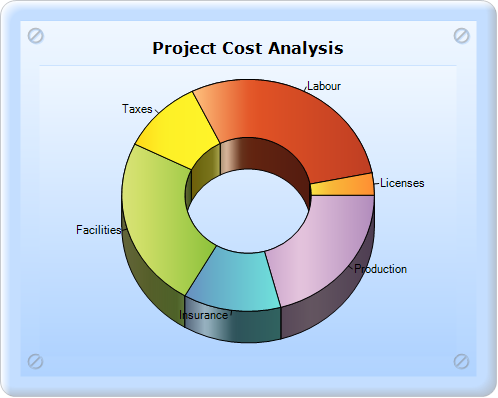 Project Cost Analysis
Labour
Taxes
Licenses
Facilities
Production
Insurance